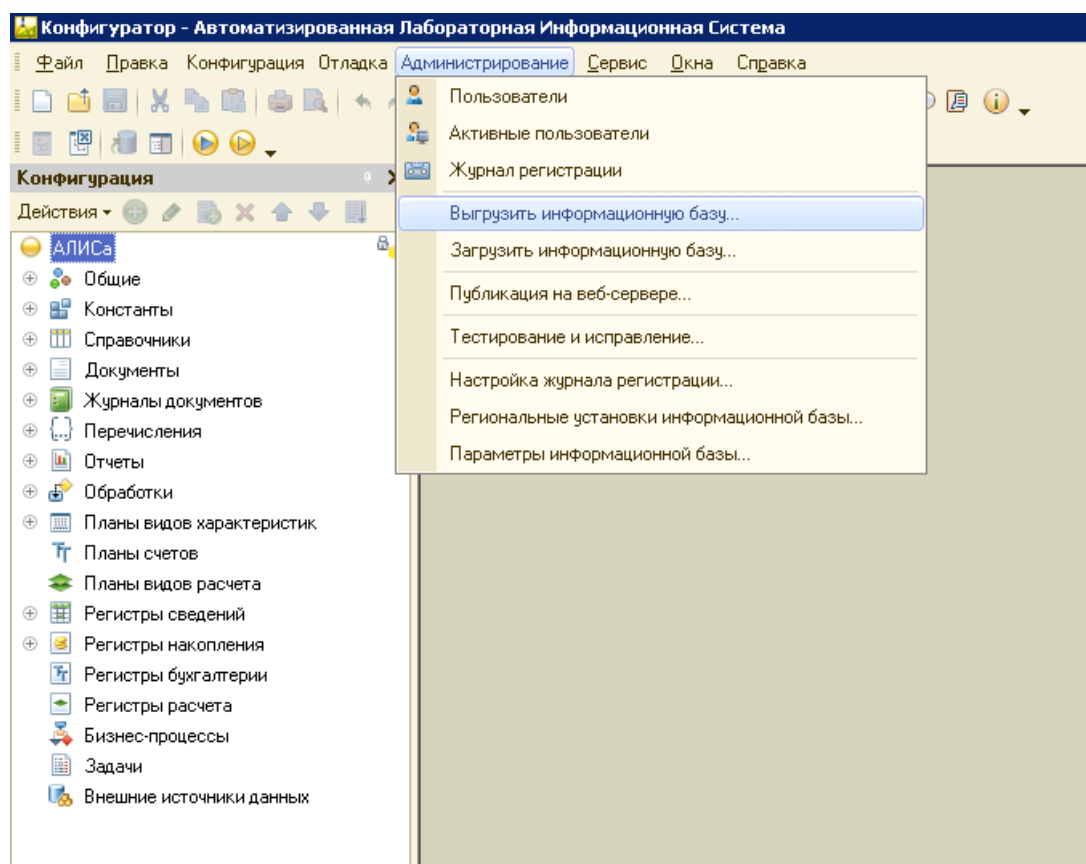 Конфигуратор - Автоматизированная Лабораторная Информационная Система
Файл Правка Конфигурация Отладка Администрирование Сервис Окна Справка
Пользователи
Активные пользователи
Журнал регистрации
Выгрузить информационную базу...
Загрузить информационную базу...
Публикация на веб-сервере...
Тестирование и исправление...
Настройка журнала регистрации...
Региональные установки информационной базы...
Параметры информационной базы...
Конфигурация
Действия
АЛИСа
Общие
Константы
Справочники
Документы
Журналы документов
Перечисления
Отчеты
Обработки
Планы видов характеристик
Планы счетов
Планы видов расчета
Регистры сведений
Регистры накопления
Регистры бухгалтерии
Регистры расчета
Бизнес-процессы
Задачи
Внешние источники данных